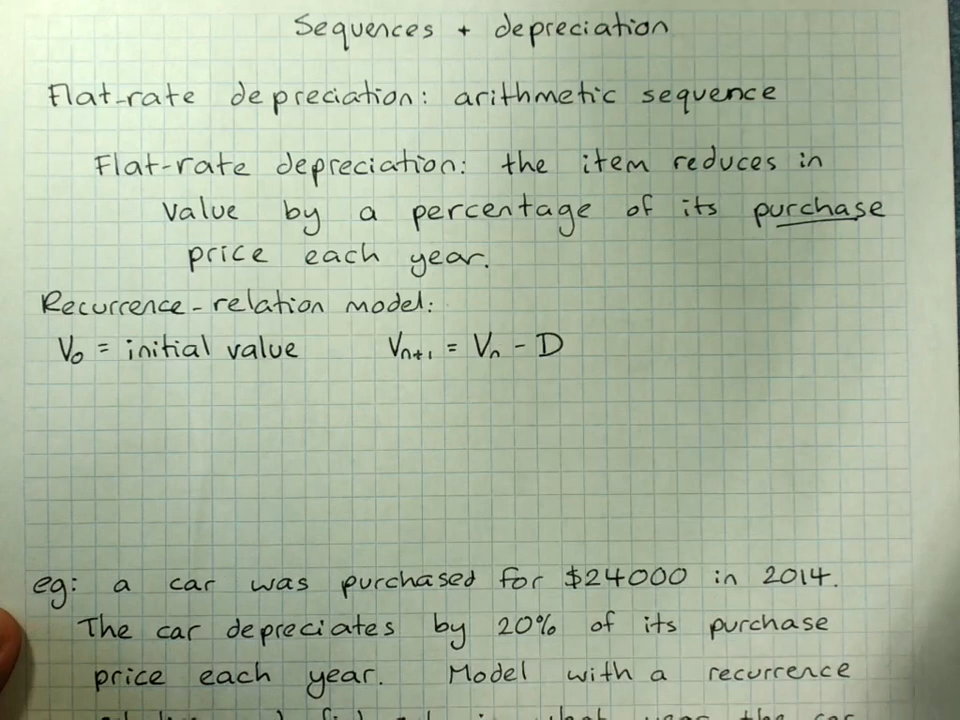 Sequences + depreciation
Flat-rate depreciation: arithmetic sequence
Flat-rate depreciation: the item reduces in
value by a percentage of its purchase
price each year.
Recurrence-relation model:
V₀ = initial value Vₙ₊₁ = Vₙ - D
eg: a car was purchased for $24000 in 2014.
The car depreciates by 20% of its purchase
price each year. Model with a recurrence